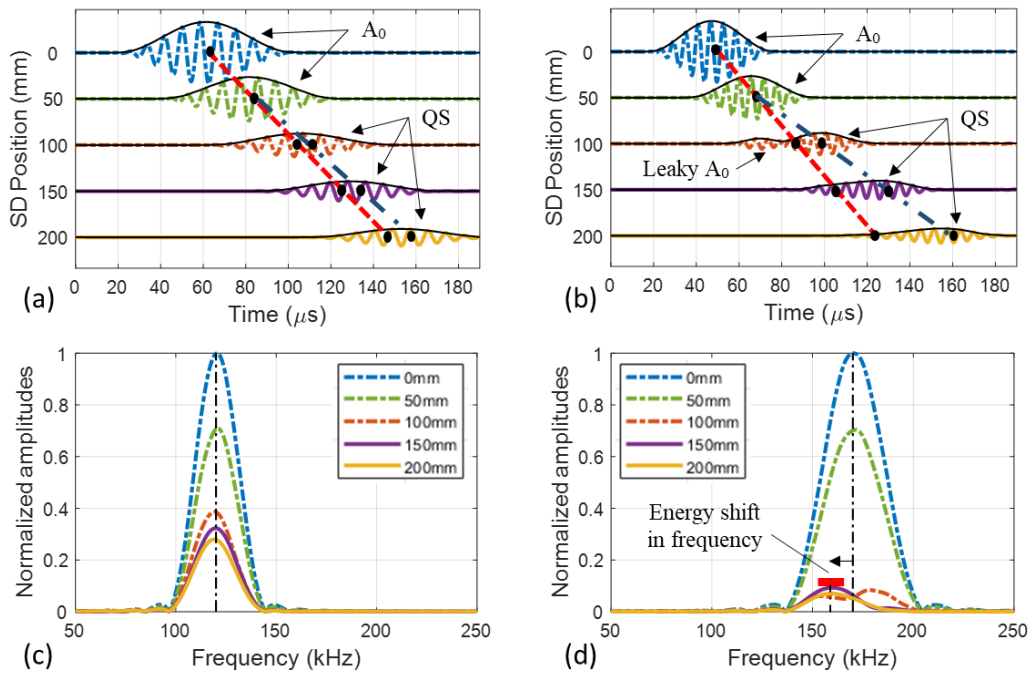 A₀
QS
SD Position (mm)
0
50
100
150
200
0 20 40 60 80 100 120 140 160 180
Time (μs)
(a)
A₀
QS
Leaky A₀
SD Position (mm)
0
50
100
150
200
0 20 40 60 80 100 120 140 160 180
Time (μs)
(b)
Normalized amplitudes
1
0.8
0.6
0.4
0.2
0
0mm
50mm
100mm
150mm
200mm
50 100 150 200 250
Frequency (kHz)
(c)
Normalized amplitudes
1
0.8
0.6
0.4
0.2
0
0mm
50mm
100mm
150mm
200mm
Energy shift
in frequency
50 100 150 200 250
Frequency (kHz)
(d)